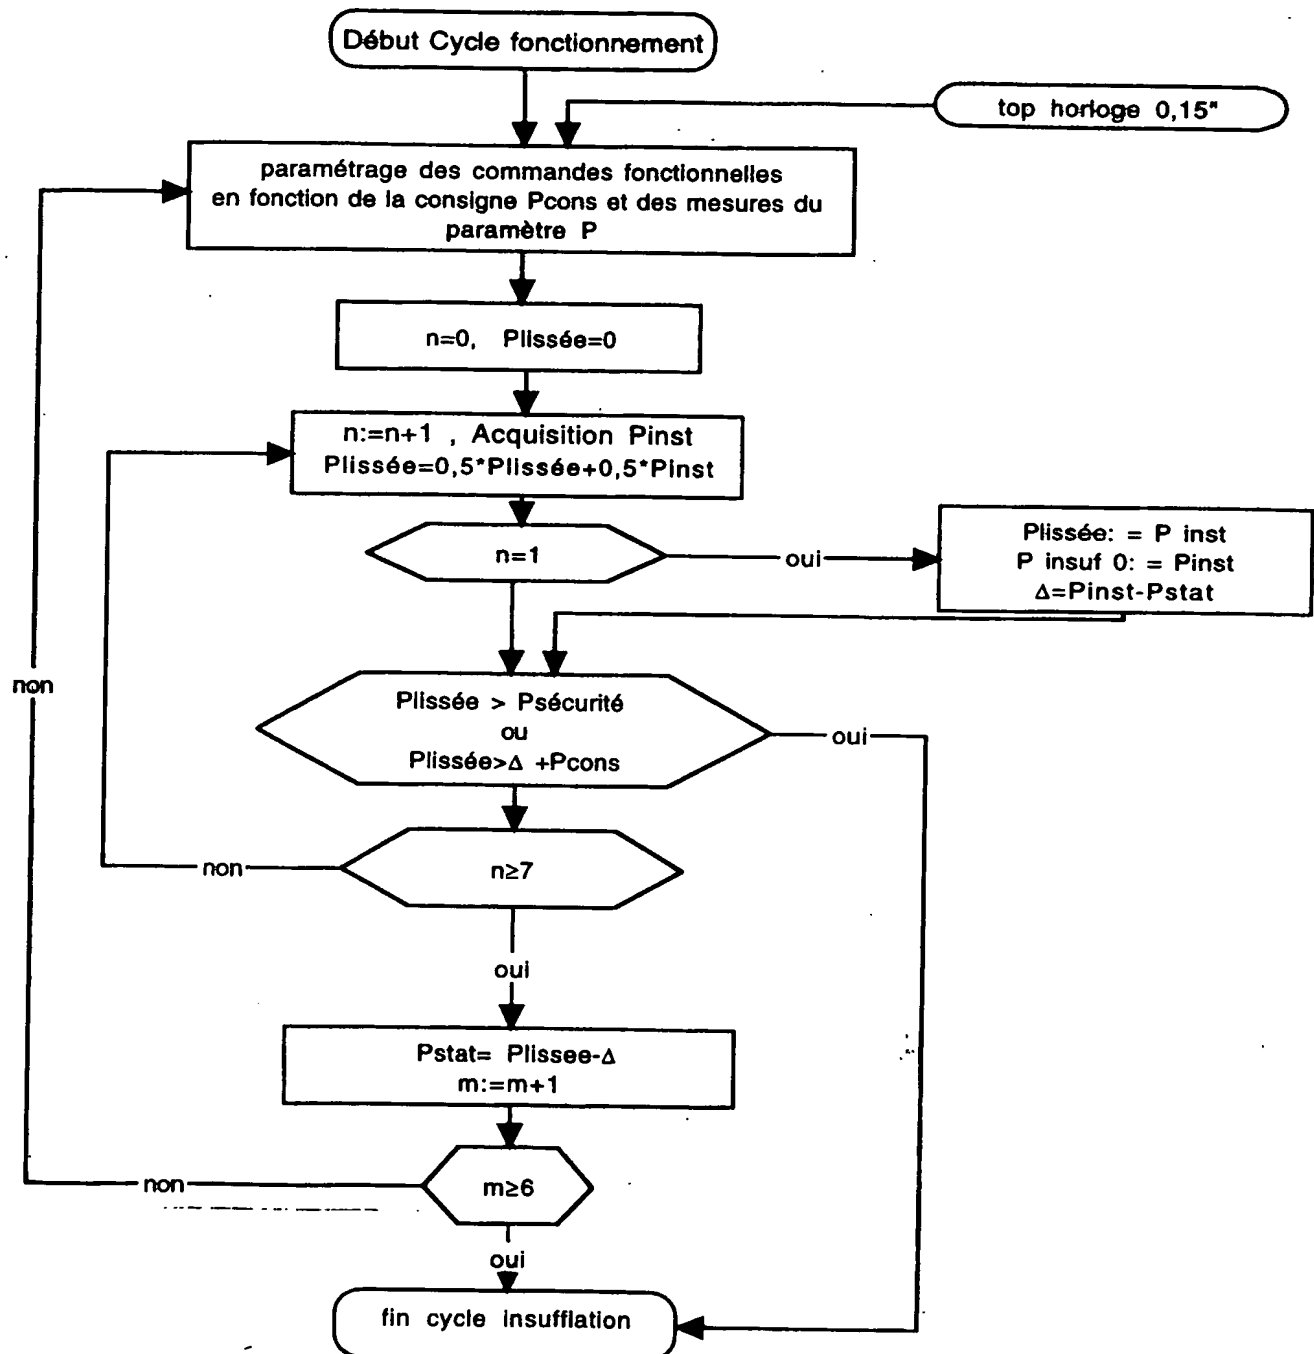 Début Cycle fonctionnement
top horloge 0,15"
paramétrage des commandes fonctionnelles
en fonction de la consigne Pcons et des mesures du
paramètre P
n=0, Plissée=0
n:=n+1 , Acquisition Pinst
Plissée=0,5*Plissée+0,5*Pinst
n=1
oui
Plissée: = P inst
P insuf 0: = Pinst
Δ=Pinst-Pstat
non
Plissée > Psécurité
ou
Plissée>Δ +Pcons
oui
n≥7
non
oui
Pstat= Plissee-Δ
m:=m+1
m≥6
non
oui
fin cycle insufflation